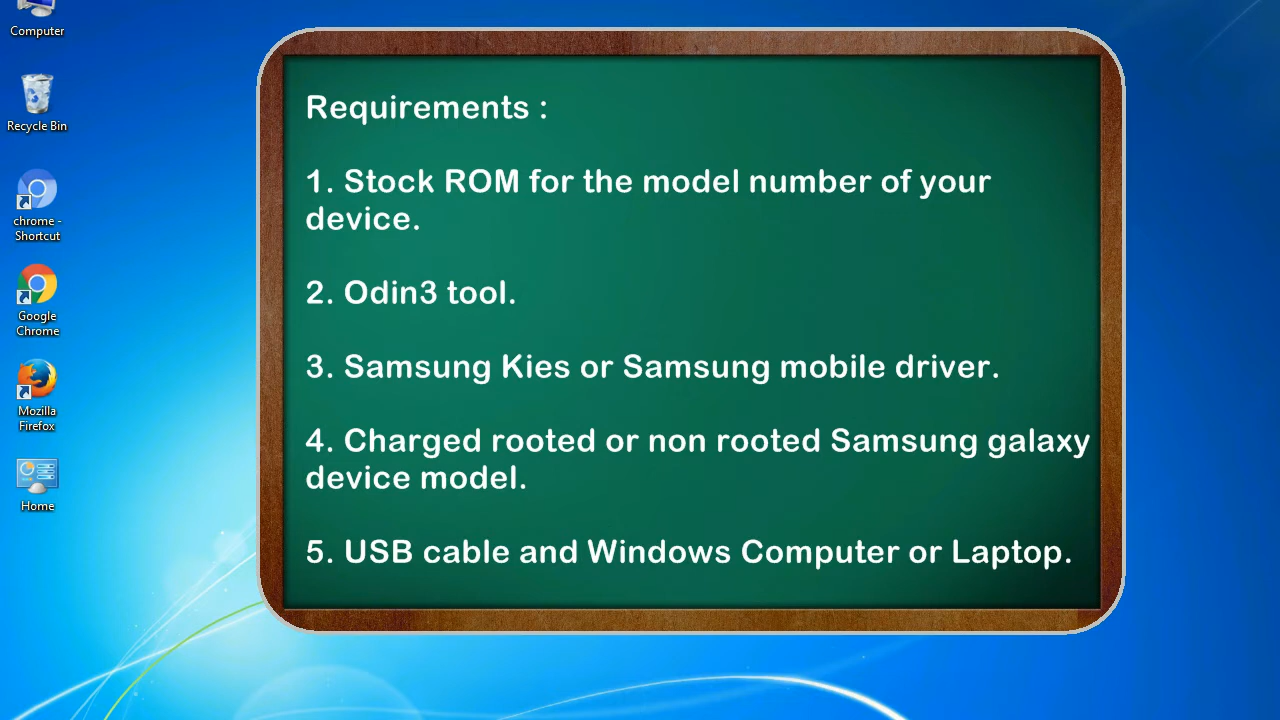 Computer
Recycle Bin
chrome -
Shortcut
Google
Chrome
Mozilla
Firefox
Home
Requirements :
1. Stock ROM for the model number of your
device.
2. Odin3 tool.
3. Samsung Kies or Samsung mobile driver.
4. Charged rooted or non rooted Samsung galaxy
device model.
5. USB cable and Windows Computer or Laptop.